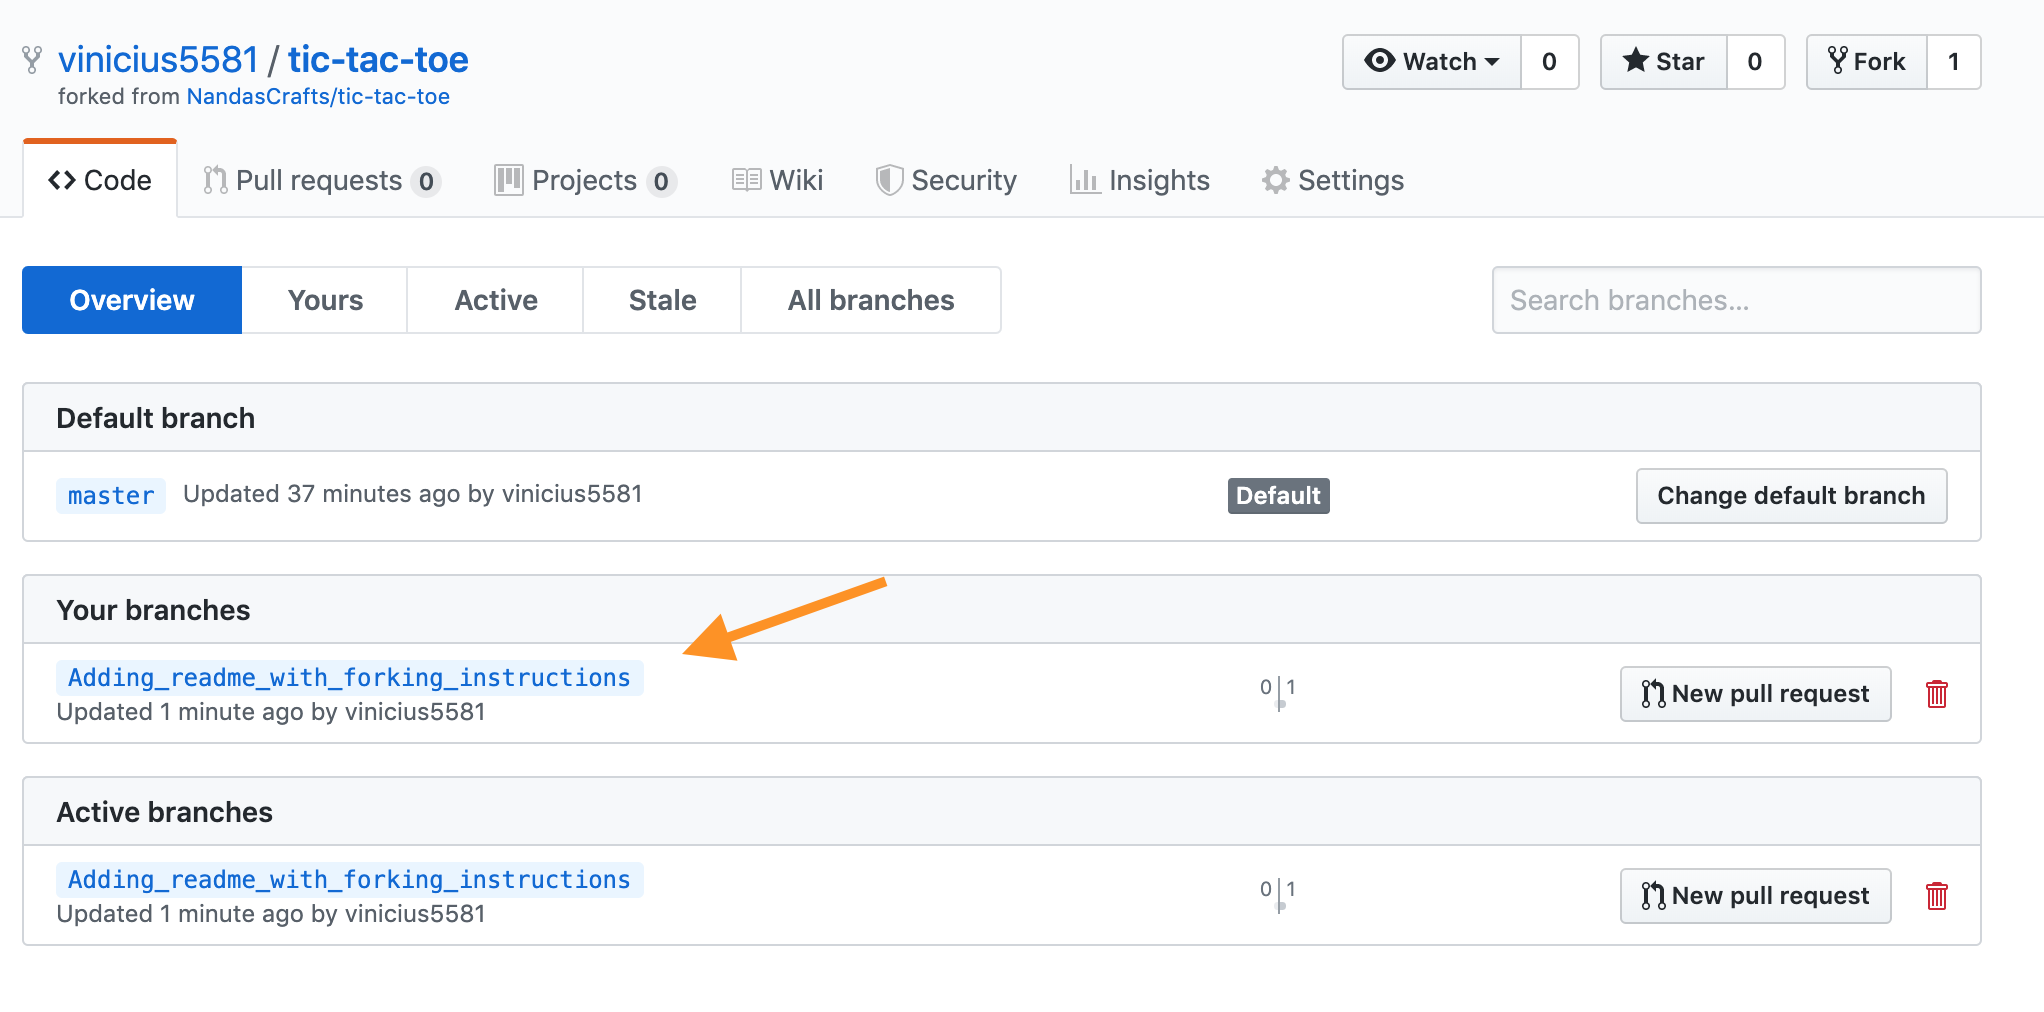 vinicius5581 / tic-tac-toe
forked from NandasCrafts/tic-tac-toe
Watch 0 Star 0 Fork 1
Code Pull requests 0 Projects 0 Wiki Security Insights Settings
Overview Yours Active Stale All branches Search branches...
Default branch
master Updated 37 minutes ago by vinicius5581 Default Change default branch
Your branches
Adding_readme_with_forking_instructions
Updated 1 minute ago by vinicius5581
0 1 New pull request
Active branches
Adding_readme_with_forking_instructions
Updated 1 minute ago by vinicius5581
0 1 New pull request